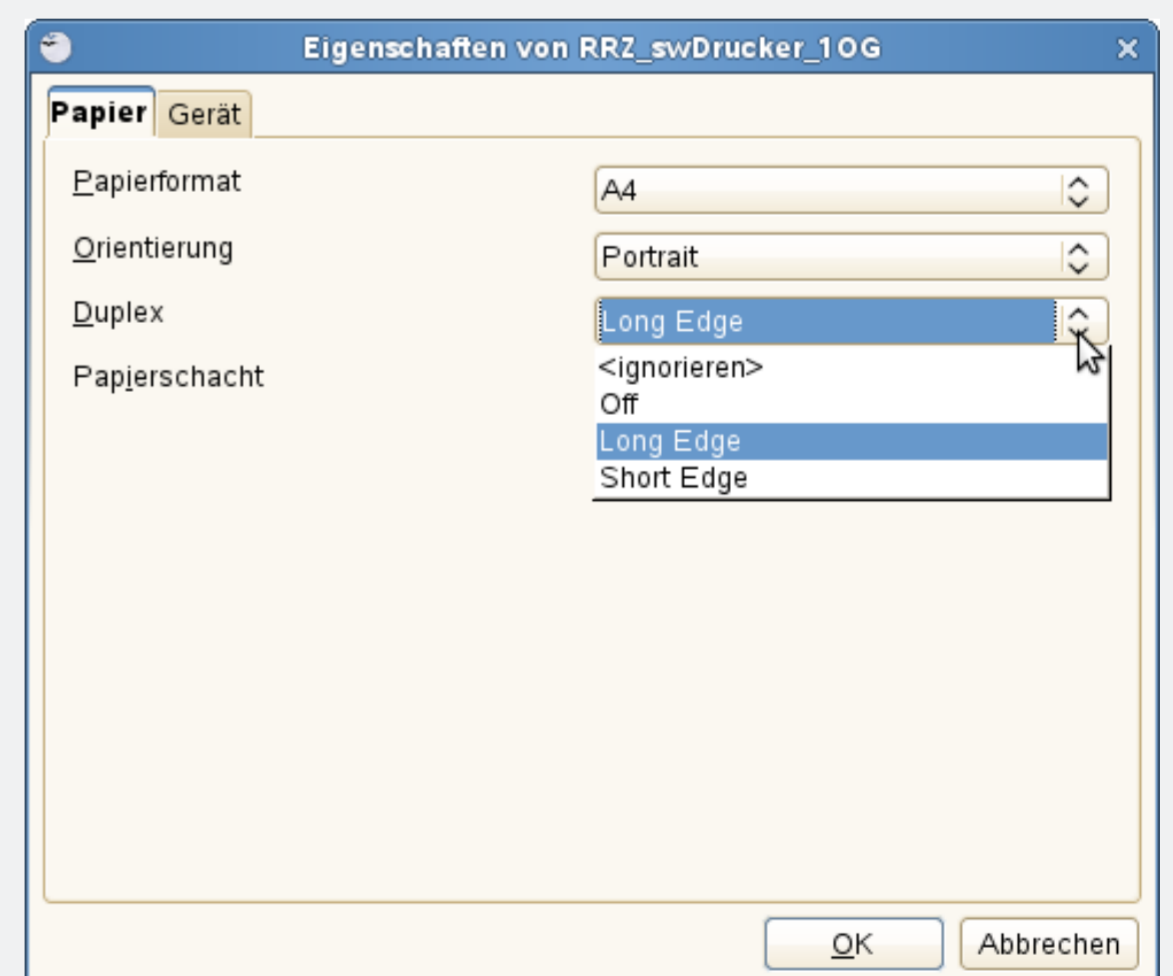 Eigenschaften von RRZ_swDrucker_1OG
Papier Gerät
Papierformat A4
Orientierung Portrait
Duplex Long Edge
<ignorieren>
Papierschacht
Off
Long Edge
Short Edge
OK Abbrechen